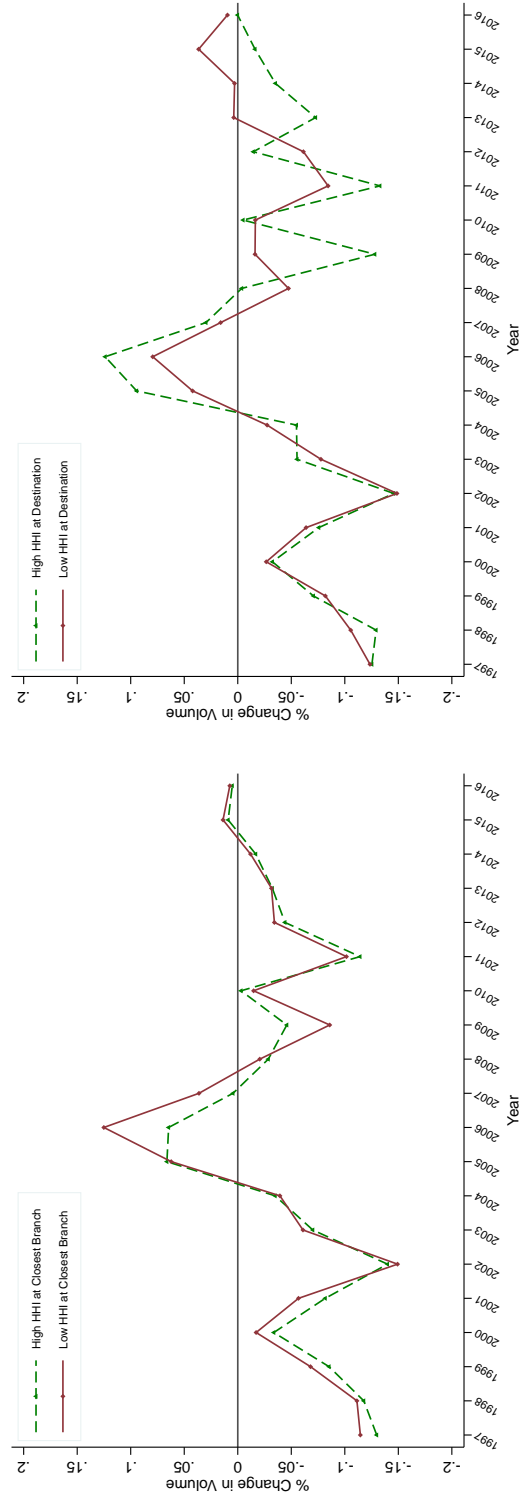 High HHI at Closest Branch
Low HHI at Closest Branch
% Change in Volume
.2
.15
.1
.05
0
-.05
-.1
-.15
-.2
1997 1998 1999 2000 2001 2002 2003 2004 2005 2006 2007 2008 2009 2010 2011 2012 2013 2014 2015 2016
Year
High HHI at Destination
Low HHI at Destination
% Change in Volume
.2
.15
.1
.05
0
-.05
-.1
-.15
-.2
1997 1998 1999 2000 2001 2002 2003 2004 2005 2006 2007 2008 2009 2010 2011 2012 2013 2014 2015 2016
Year